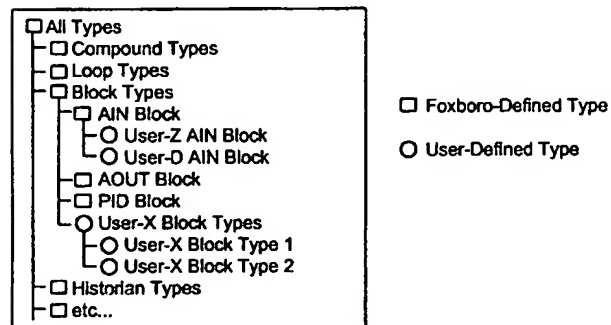 All Types
Compound Types
Loop Types
Block Types
AIN Block
User-Z AIN Block
User-D AIN Block
AOUT Block
PID Block
User-X Block Types
User-X Block Type 1
User-X Block Type 2
Historian Types
etc...
Foxboro-Defined Type
User-Defined Type